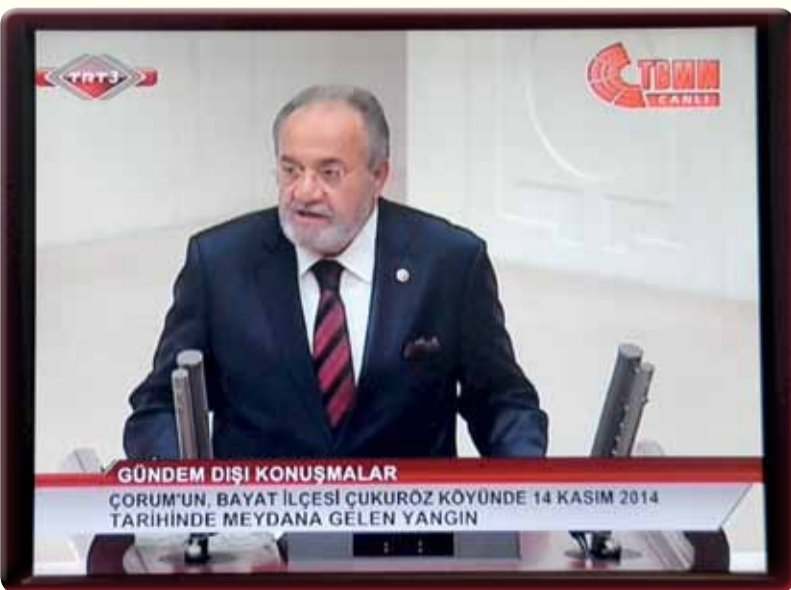 TRT3
TBMM
CANLI
GÜNDEM DIŞI KONUŞMALAR
ÇORUM'UN, BAYAT İLÇESİ ÇUKURÖZ KÖYÜNDE 14 KASIM 2014
TARİHİNDE MEYDANA GELEN YANGIN